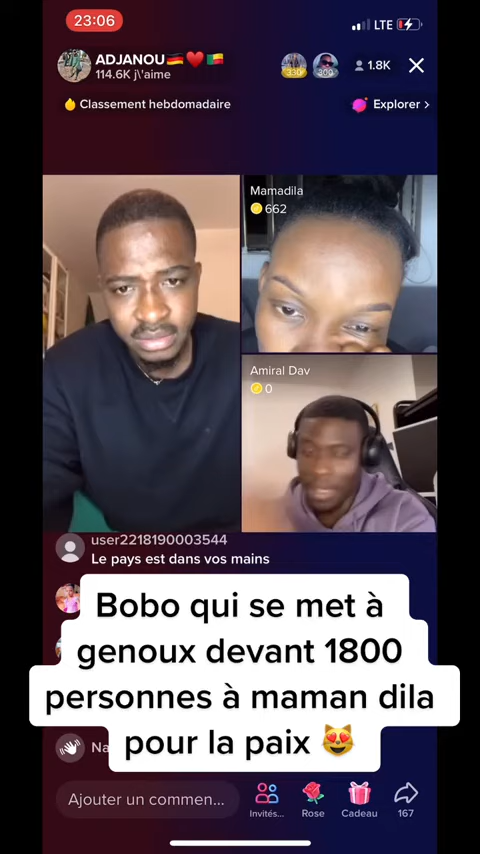 23:06
LTE
ADJANOU🇩🇪❤️🇧🇯
114.6K j\'aime
330
300
1.8K
Classement hebdomadaire
Explorer >
Mamadila
662
Amiral Dav
0
user2218190003544
Le pays est dans vos mains
Bobo qui se met à
genoux devant 1800
personnes à maman dila
pour la paix 😻
Na
Ajouter un commen...
Invités...
Rose
Cadeau
167